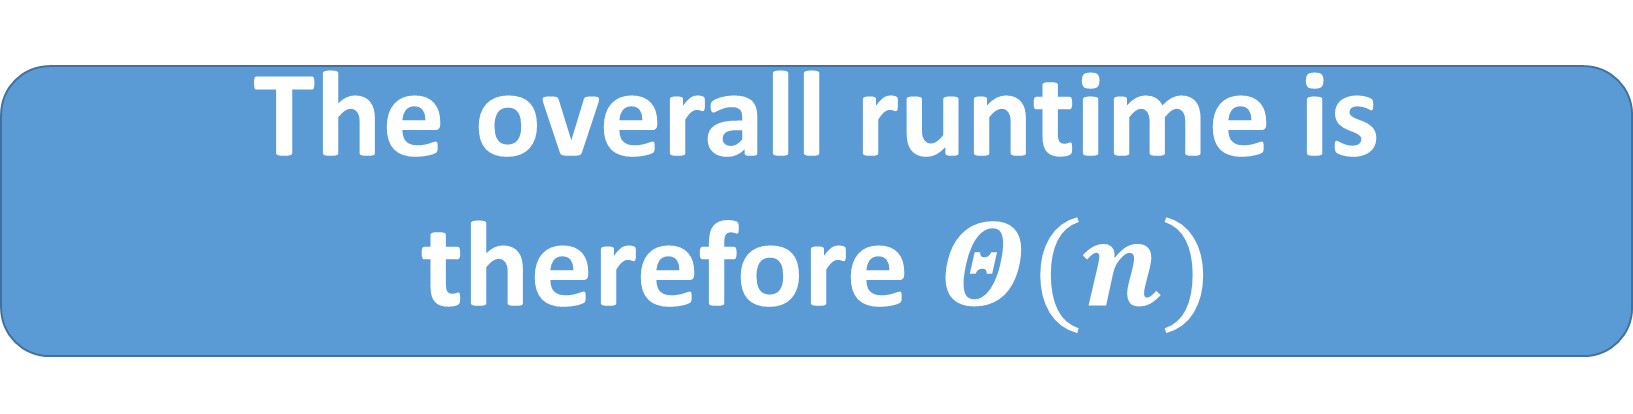 The overall runtime is
therefore Θ(n)